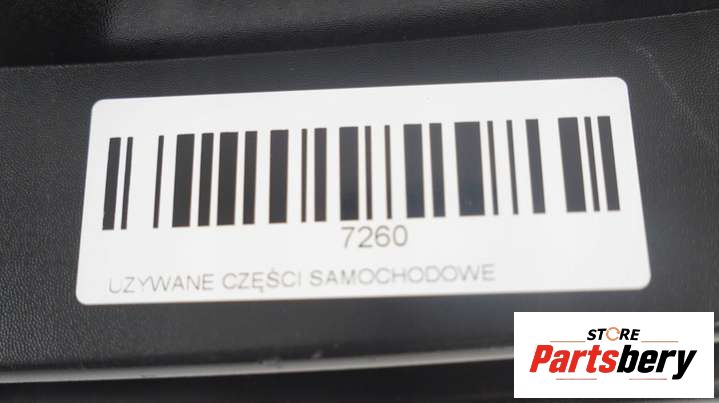 7260
UZYWANE CZĘŚCI SAMOCHODOWE
STORE
Partsbery